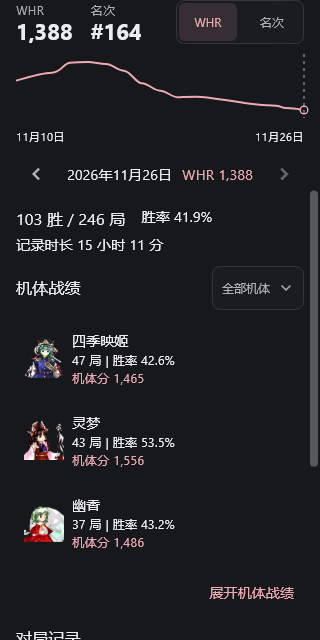 WHR 名次
1,388 #164
WHR 名次
11月10日 11月26日
2026年11月26日 WHR 1,388
103 胜 / 246 局 胜率 41.9%
记录时长 15 小时 11 分
机体战绩 全部机体
四季映姬
47 局 | 胜率 42.6%
机体分 1,465
灵梦
43 局 | 胜率 53.5%
机体分 1,556
幽香
37 局 | 胜率 43.2%
机体分 1,486
展开机体战绩
对局记录